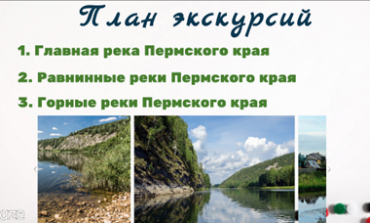 План экскурсий
1. Главная река Пермского края
2. Равнинные реки Пермского края
3. Горные реки Пермского края